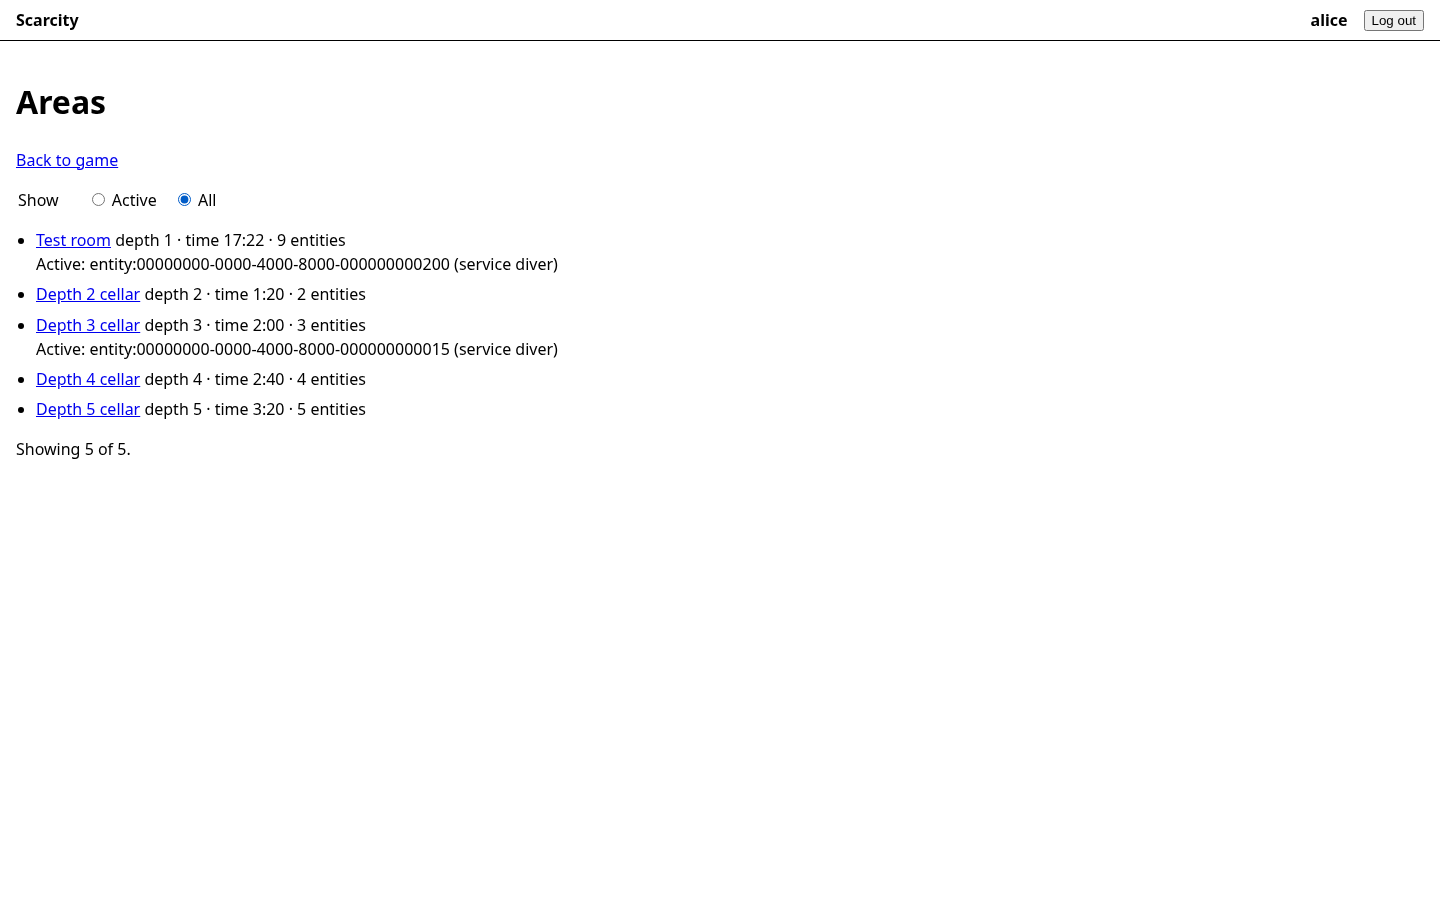 Scarcity
alice
Log out
Areas
Back to game
Show Active All
Test room depth 1 · time 17:22 · 9 entities
Active: entity:00000000-0000-4000-8000-000000000200 (service diver)
Depth 2 cellar depth 2 · time 1:20 · 2 entities
Depth 3 cellar depth 3 · time 2:00 · 3 entities
Active: entity:00000000-0000-4000-8000-000000000015 (service diver)
Depth 4 cellar depth 4 · time 2:40 · 4 entities
Depth 5 cellar depth 5 · time 3:20 · 5 entities
Showing 5 of 5.